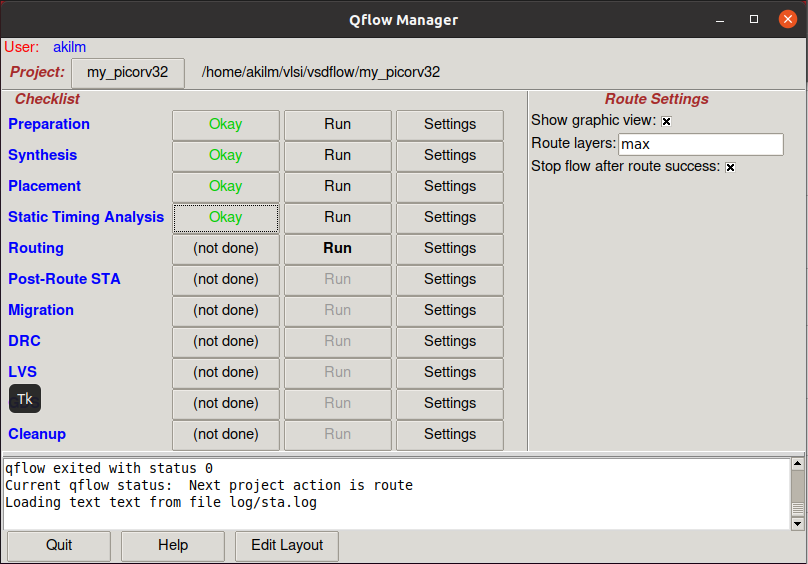 Qflow Manager
User: akilm
Project: my_picorv32 /home/akilm/vlsi/vsdflow/my_picorv32
Checklist
Route Settings
Preparation Okay Run Settings
Synthesis Okay Run Settings
Placement Okay Run Settings
Static Timing Analysis Okay Run Settings
Routing (not done) Run Settings
Post-Route STA (not done) Run Settings
Migration (not done) Run Settings
DRC (not done) Run Settings
LVS (not done) Run Settings
Tk (not done) Run Settings
Cleanup (not done) Run Settings
Show graphic view:
Route layers: max
Stop flow after route success:
qflow exited with status 0
Current qflow status:  Next project action is route
Loading text text from file log/sta.log
Quit Help Edit Layout